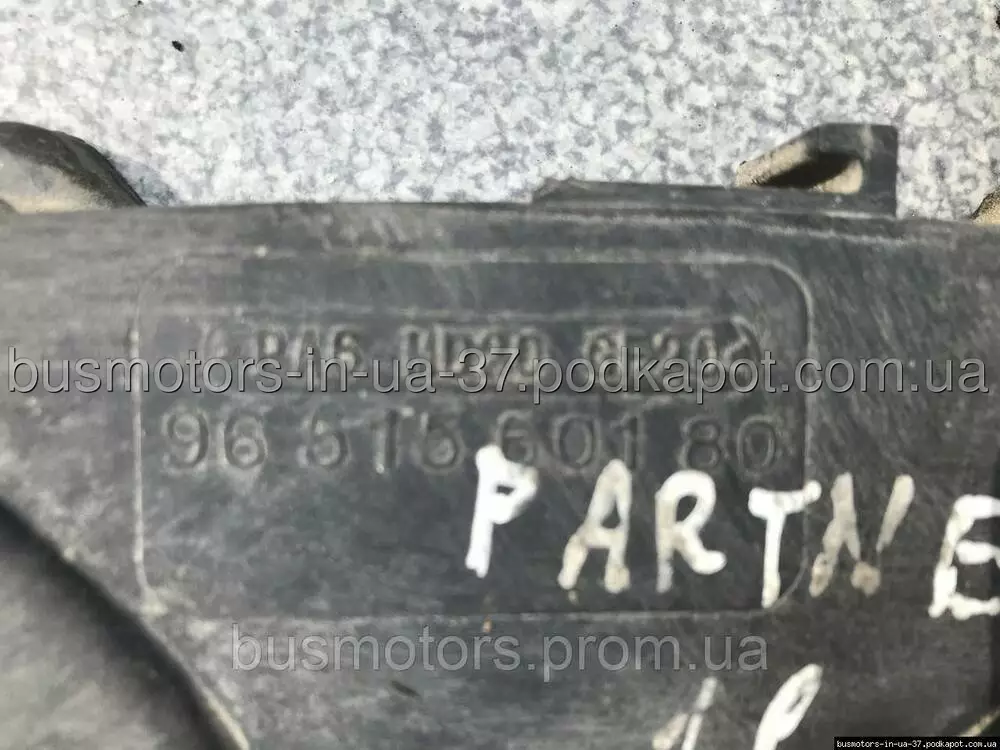 busmotors-in-ua-37.podkapot.com.ua
96 515 601 80
PARTNE
busmotors.prom.ua
busmotors-in-ua-37.podkapot.com.ua